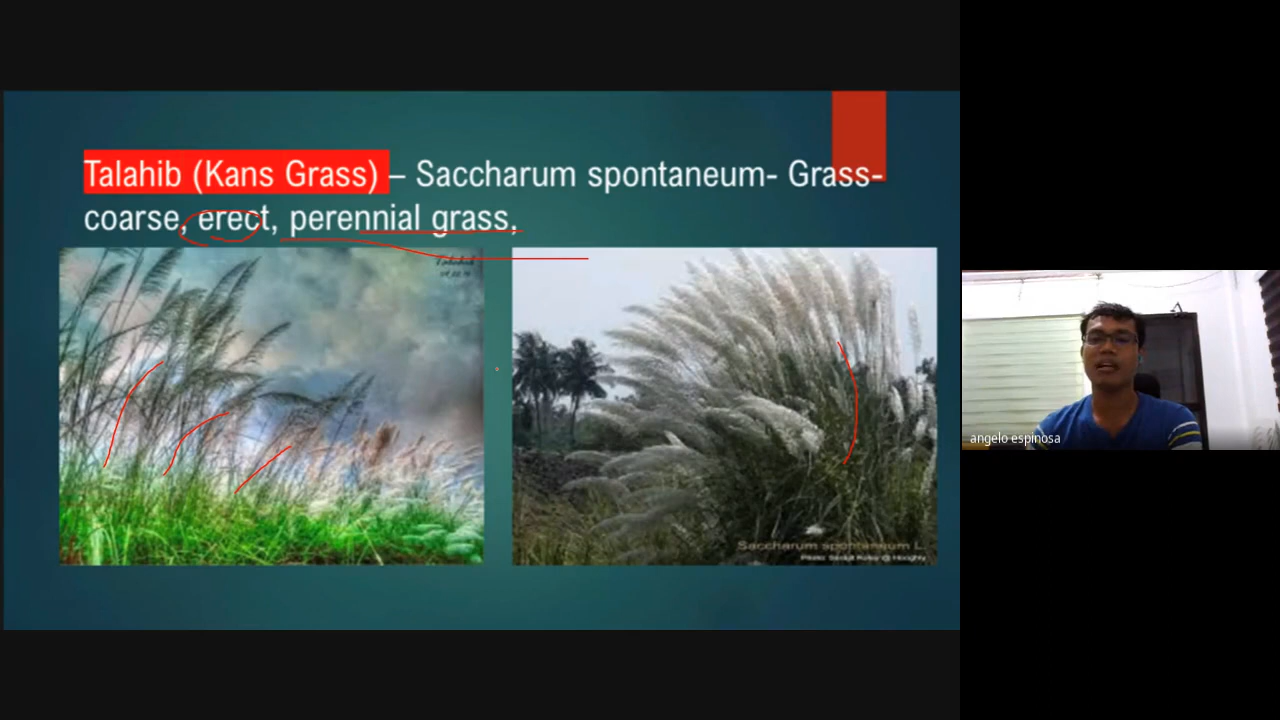 Talahib (Kans Grass) – Saccharum spontaneum- Grass-
coarse, erect, perennial grass.
Saccharum spontaneum L.
angelo espinosa